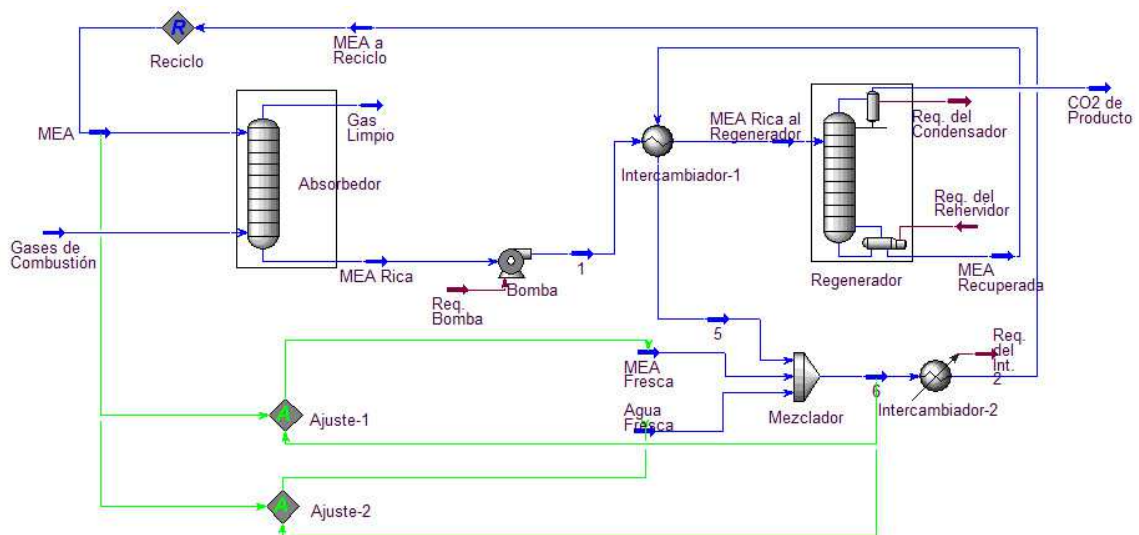 R
Reciclo
MEA a
Reciclo
MEA
Gas
Limpio
Absorbedor
Gases de
Combustión
MEA Rica
Req.
Bomba
Bomba
1
Intercambiador-1
MEA Rica al
Regenerador
Req. del
Condensador
CO2 de
Producto
Req. del
Rehervidor
Regenerador
MEA
Recuperada
5
MEA
Fresca
Agua
Fresca
Mezclador
6
Req.
del
Int.
2
Intercambiador-2
A
Ajuste-1
A
Ajuste-2